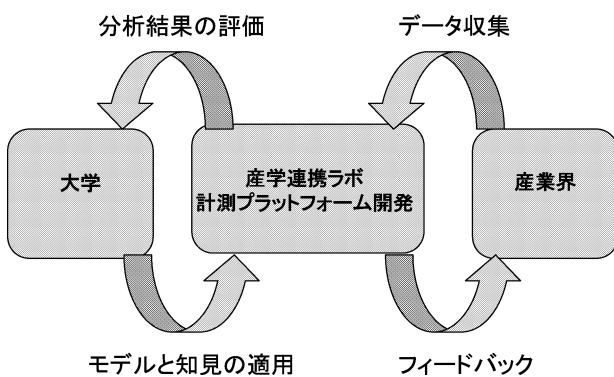 分析結果の評価
データ収集
大学
産学連携ラボ
計測プラットフォーム開発
産業界
モデルと知見の適用
フィードバック